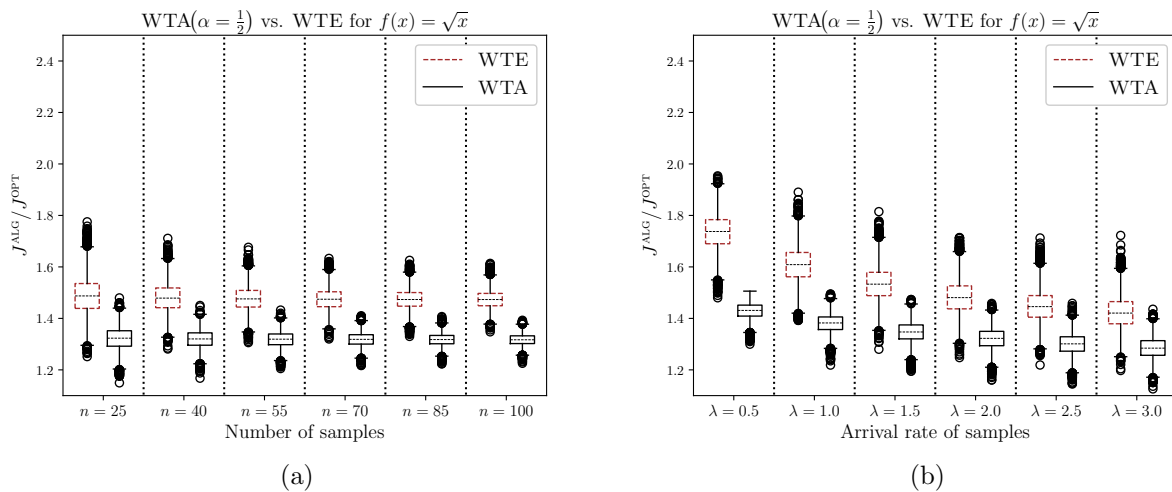 WTA(α = 1/2) vs. WTE for f(x) = √x
2.4
2.2
2.0
1.8
1.6
1.4
1.2
J^ALG / J^OPT
WTE
WTA
n = 25 n = 40 n = 55 n = 70 n = 85 n = 100
Number of samples
(a)
WTA(α = 1/2) vs. WTE for f(x) = √x
2.4
2.2
2.0
1.8
1.6
1.4
1.2
J^ALG / J^OPT
WTE
WTA
λ = 0.5 λ = 1.0 λ = 1.5 λ = 2.0 λ = 2.5 λ = 3.0
Arrival rate of samples
(b)